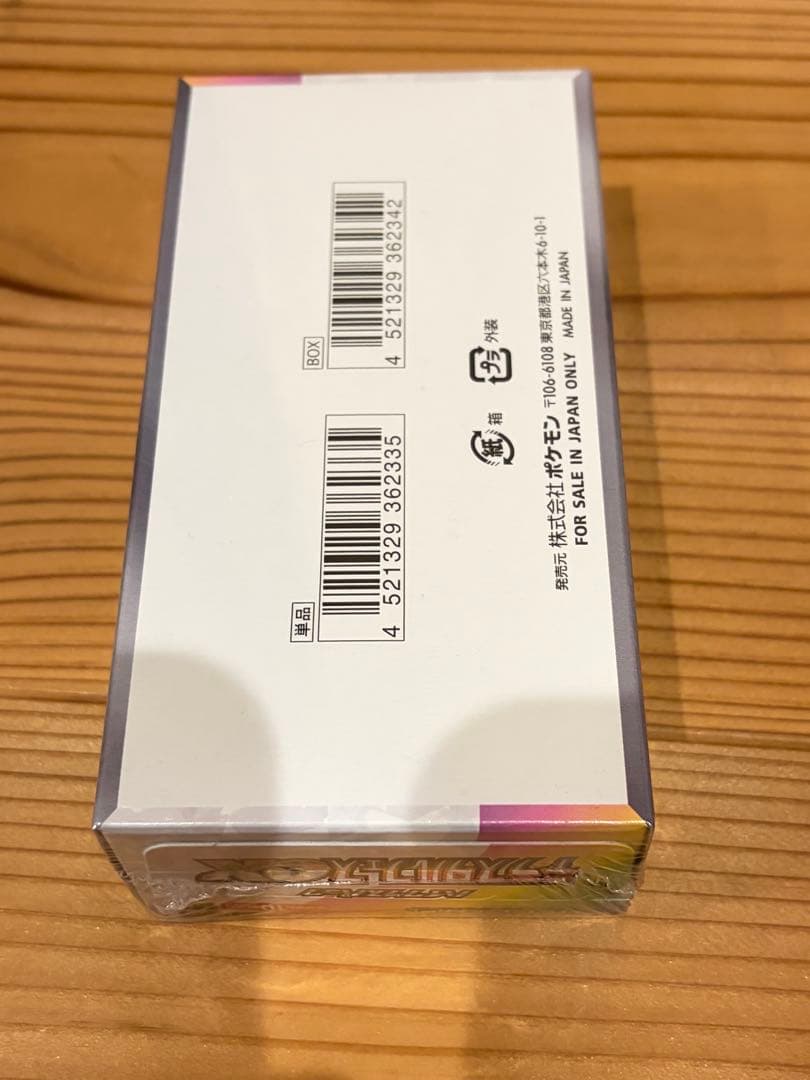 BOX
4 521329 362342
単品
4 521329 362335
プラ 外装
紙 箱
発売元 株式会社 ポケモン 〒106-6108 東京都港区六本木6-10-1
FOR SALE IN JAPAN ONLY MADE IN JAPAN